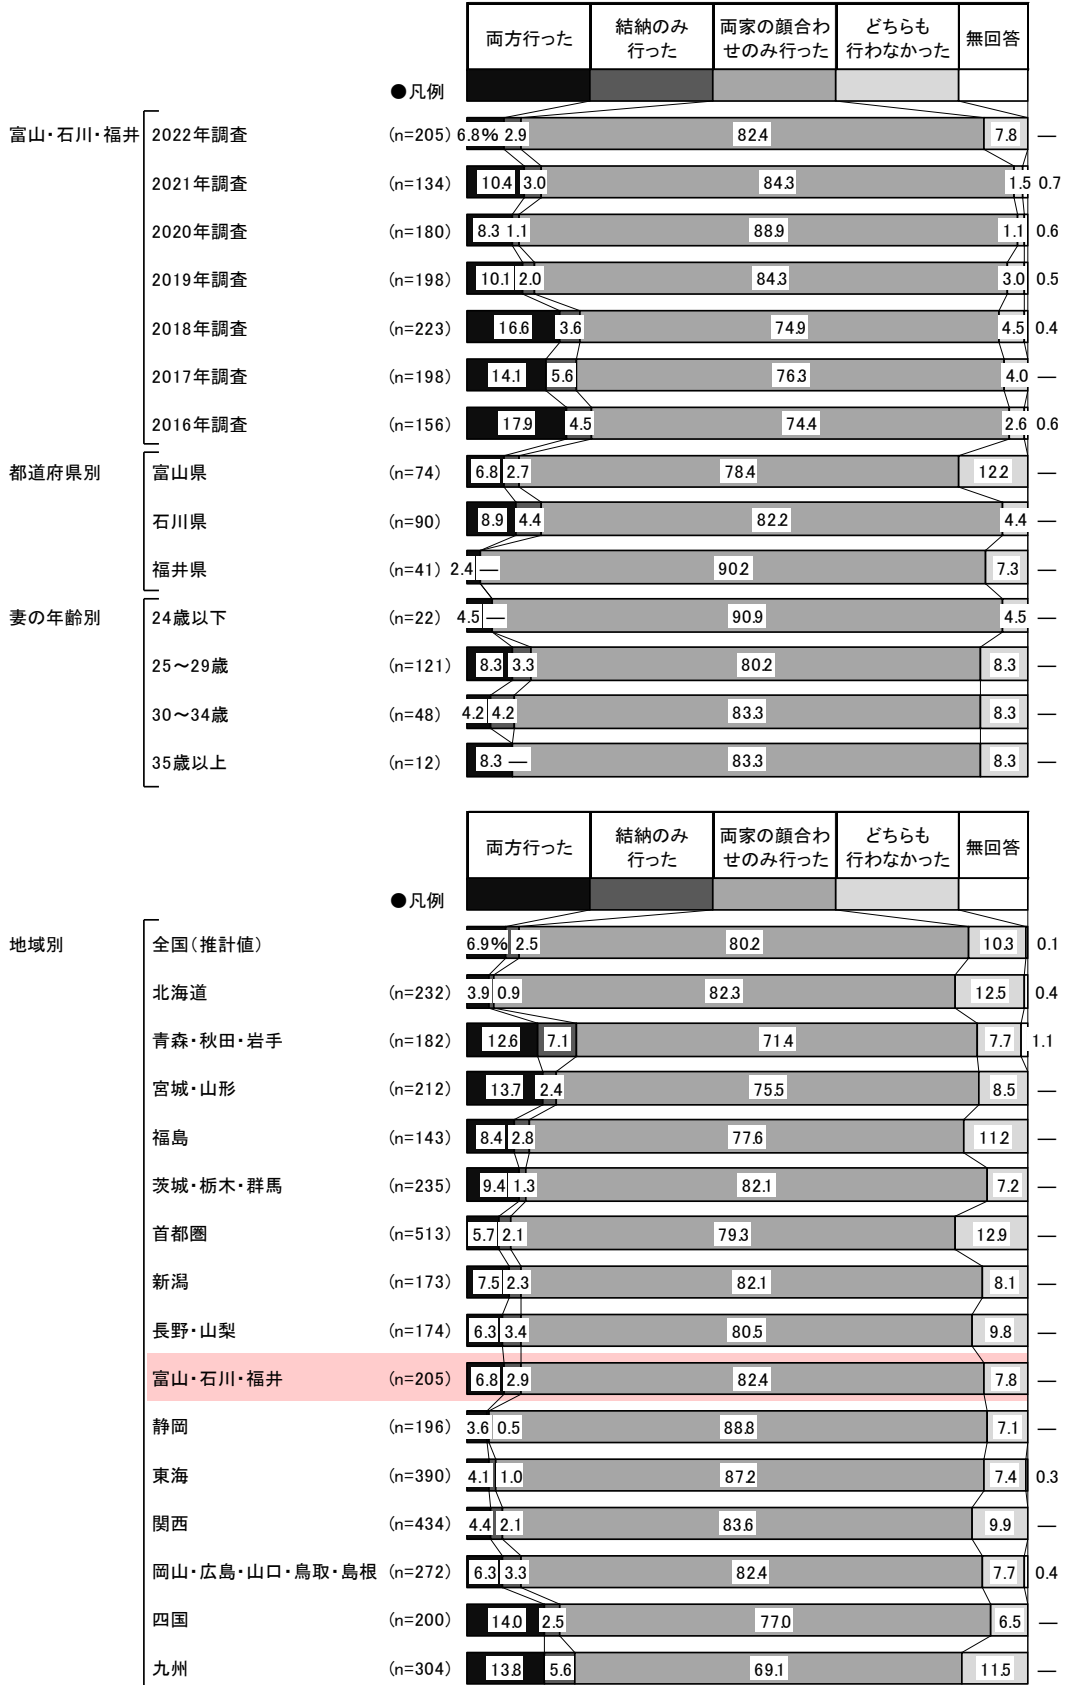 両方行った 結納のみ行った 両家の顔合わせのみ行った どちらも行わなかった 無回答
●凡例
富山・石川・福井 2022年調査 (n=205) 6.8% 2.9 82.4 7.8 —
2021年調査 (n=134) 10.4 3.0 84.3 1.5 0.7
2020年調査 (n=180) 8.3 1.1 88.9 1.1 0.6
2019年調査 (n=198) 10.1 2.0 84.3 3.0 0.5
2018年調査 (n=223) 16.6 3.6 74.9 4.5 0.4
2017年調査 (n=198) 14.1 5.6 76.3 4.0 —
2016年調査 (n=156) 17.9 4.5 74.4 2.6 0.6
都道府県別 富山県 (n=74) 6.8 2.7 78.4 12.2 —
石川県 (n=90) 8.9 4.4 82.2 4.4 —
福井県 (n=41) 2.4 — 90.2 7.3 —
妻の年齢別 24歳以下 (n=22) 4.5 — 90.9 4.5 —
25～29歳 (n=121) 8.3 3.3 80.2 8.3 —
30～34歳 (n=48) 4.2 4.2 83.3 8.3 —
35歳以上 (n=12) 8.3 — 83.3 8.3 —
両方行った 結納のみ行った 両家の顔合わせのみ行った どちらも行わなかった 無回答
●凡例
地域別 全国(推計値) 6.9% 2.5 80.2 10.3 0.1
北海道 (n=232) 3.9 0.9 82.3 12.5 0.4
青森・秋田・岩手 (n=182) 12.6 7.1 71.4 7.7 1.1
宮城・山形 (n=212) 13.7 2.4 75.5 8.5 —
福島 (n=143) 8.4 2.8 77.6 11.2 —
茨城・栃木・群馬 (n=235) 9.4 1.3 82.1 7.2 —
首都圏 (n=513) 5.7 2.1 79.3 12.9 —
新潟 (n=173) 7.5 2.3 82.1 8.1 —
長野・山梨 (n=174) 6.3 3.4 80.5 9.8 —
富山・石川・福井 (n=205) 6.8 2.9 82.4 7.8 —
静岡 (n=196) 3.6 0.5 88.8 7.1 —
東海 (n=390) 4.1 1.0 87.2 7.4 0.3
関西 (n=434) 4.4 2.1 83.6 9.9 —
岡山・広島・山口・鳥取・島根 (n=272) 6.3 3.3 82.4 7.7 0.4
四国 (n=200) 14.0 2.5 77.0 6.5 —
九州 (n=304) 13.8 5.6 69.1 11.5 —